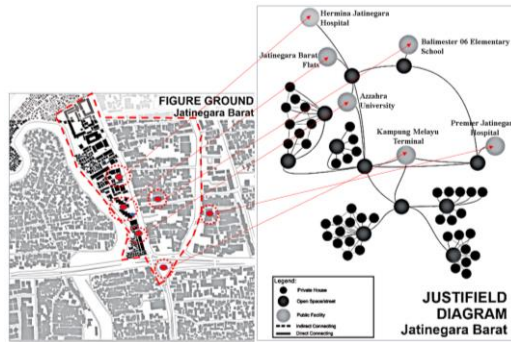 FIGURE GROUND
Jatinegara Barat
Hermina Jatinegara
Hospital
Jatinegara Barat
Flats
Balimester 06 Elementary
School
Azzahra
University
Kampung Melayu
Terminal
Premier Jatinegara
Hospital
Legend:
Private House
Open Space/street
Public Facility
Indirect Connecting
Direct Connecting
JUSTIFIELD
DIAGRAM
Jatinegara Barat